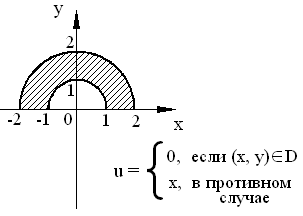 y
2
1
-2 -1 0 1 2 x
u = { 0, если (x, y)∈D
x, в противном
случае